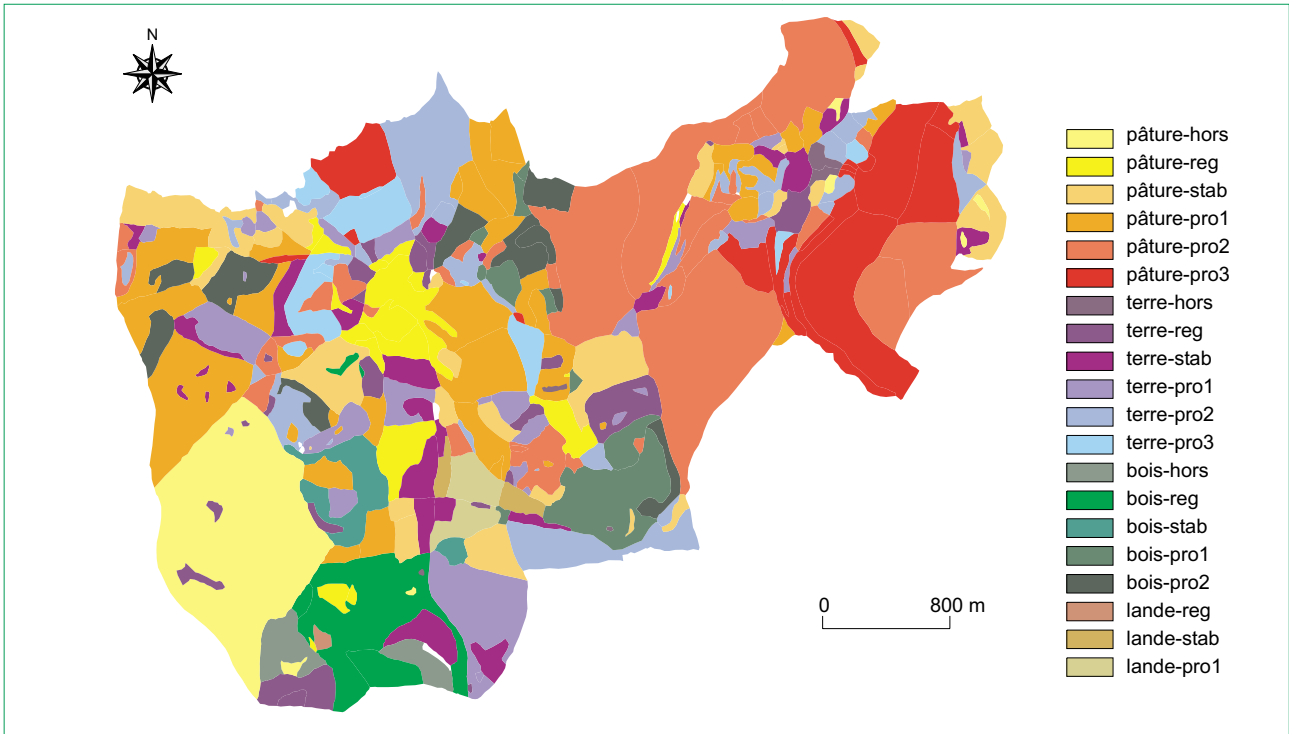 N
pâture-hors
pâture-reg
pâture-stab
pâture-pro1
pâture-pro2
pâture-pro3
terre-hors
terre-reg
terre-stab
terre-pro1
terre-pro2
terre-pro3
bois-hors
bois-reg
bois-stab
bois-pro1
bois-pro2
lande-reg
lande-stab
lande-pro1
0 800 m